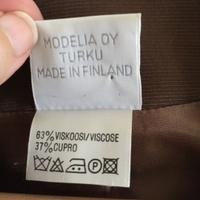 MODELIA OY
TURKU
MADE IN FINLAND
63% VISKOOSI/VISCOSE
37% CUPRO
P